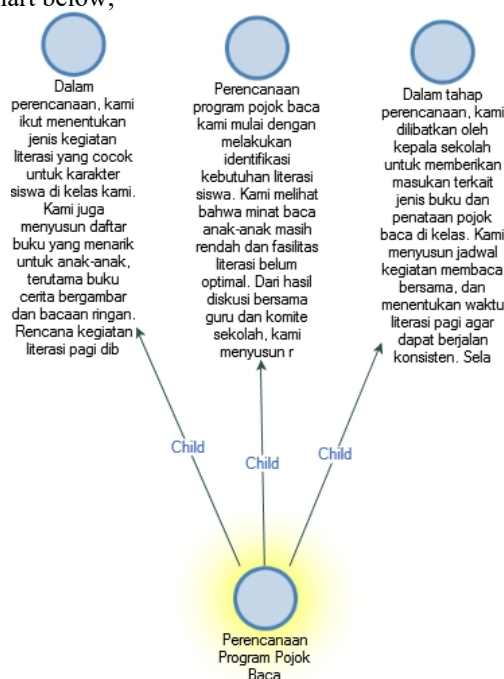 chart below;
Dalam
perencanaan, kami
ikut menentukan
jenis kegiatan
literasi yang cocok
untuk karakter
siswa di kelas kami.
Kami juga
menyusun daftar
buku yang menarik
untuk anak-anak,
terutama buku
cerita bergambar
dan bacaan ringan.
Rencana kegiatan
literasi pagi dib
Perencanaan
program pojok baca
kami mulai dengan
melakukan
identifikasi
kebutuhan literasi
siswa. Kami melihat
bahwa minat baca
anak-anak masih
rendah dan fasilitas
literasi belum
optimal. Dari hasil
diskusi bersama
guru dan komite
sekolah, kami
menyusun r
Dalam tahap
perencanaan, kami
dilibatkan oleh
kepala sekolah
untuk memberikan
masukan terkait
jenis buku dan
penataan pojok
baca di kelas. Kami
menyusun jadwal
kegiatan membaca
bersama, dan
menentukan waktu
literasi pagi agar
dapat berjalan
konsisten. Sela
Child
Child
Child
Perencanaan
Program Pojok
Baca